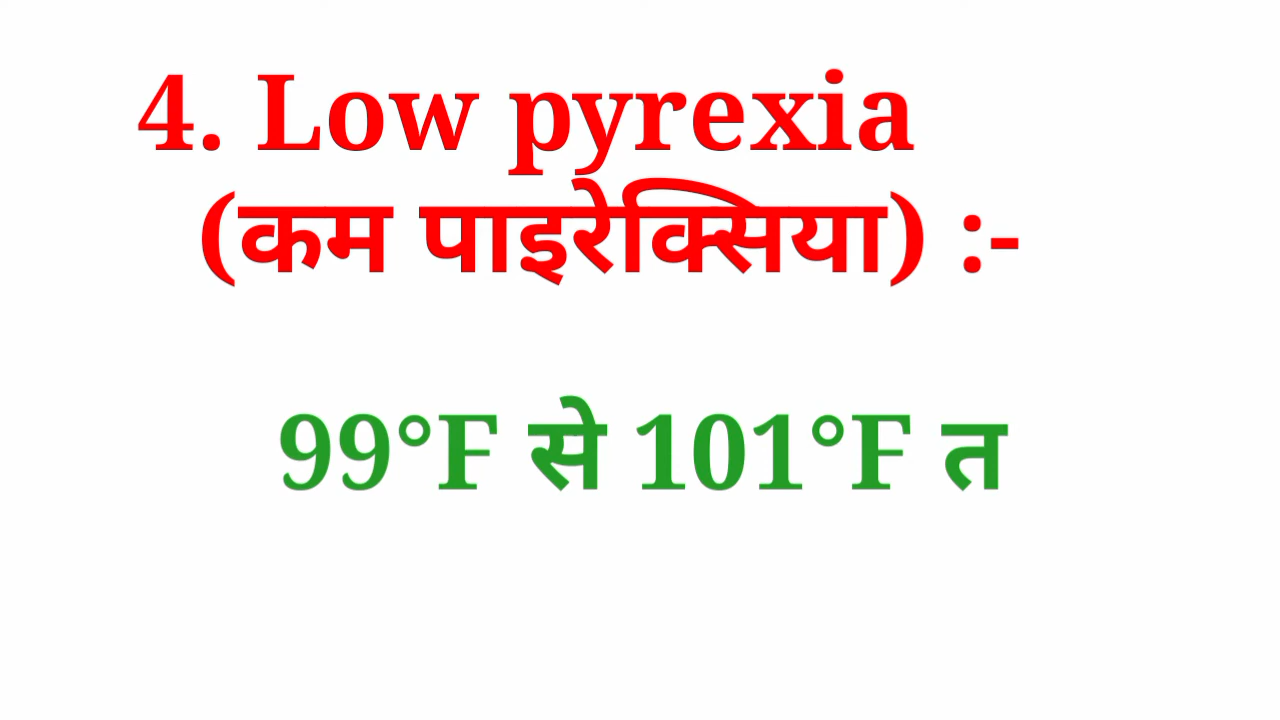 4. Low pyrexia
(कम पाइरेक्सिया) :-
99°F से 101°F त